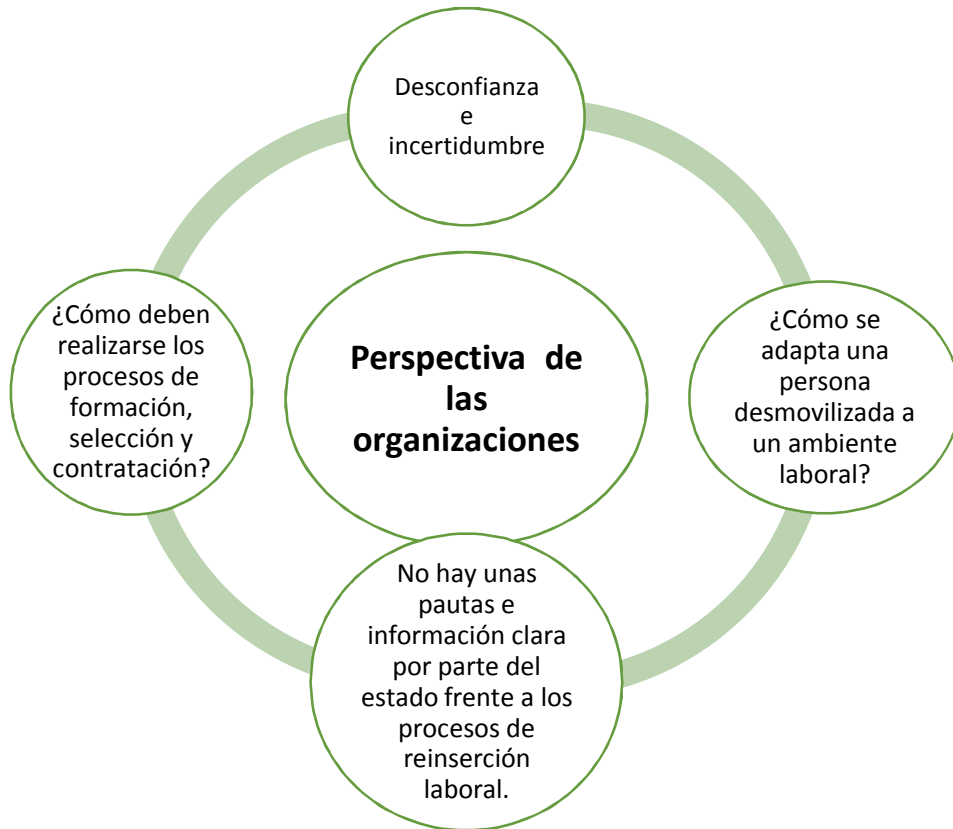 Desconfianza
e
incertidumbre
¿Cómo deben
realizarse los
procesos de
formación,
selección y
contratación?
Perspectiva de
las
organizaciones
¿Cómo se
adapta una
persona
desmovilizada a
un ambiente
laboral?
No hay unas
pautas e
información clara
por parte del
estado frente a los
procesos de
reinserción
laboral.